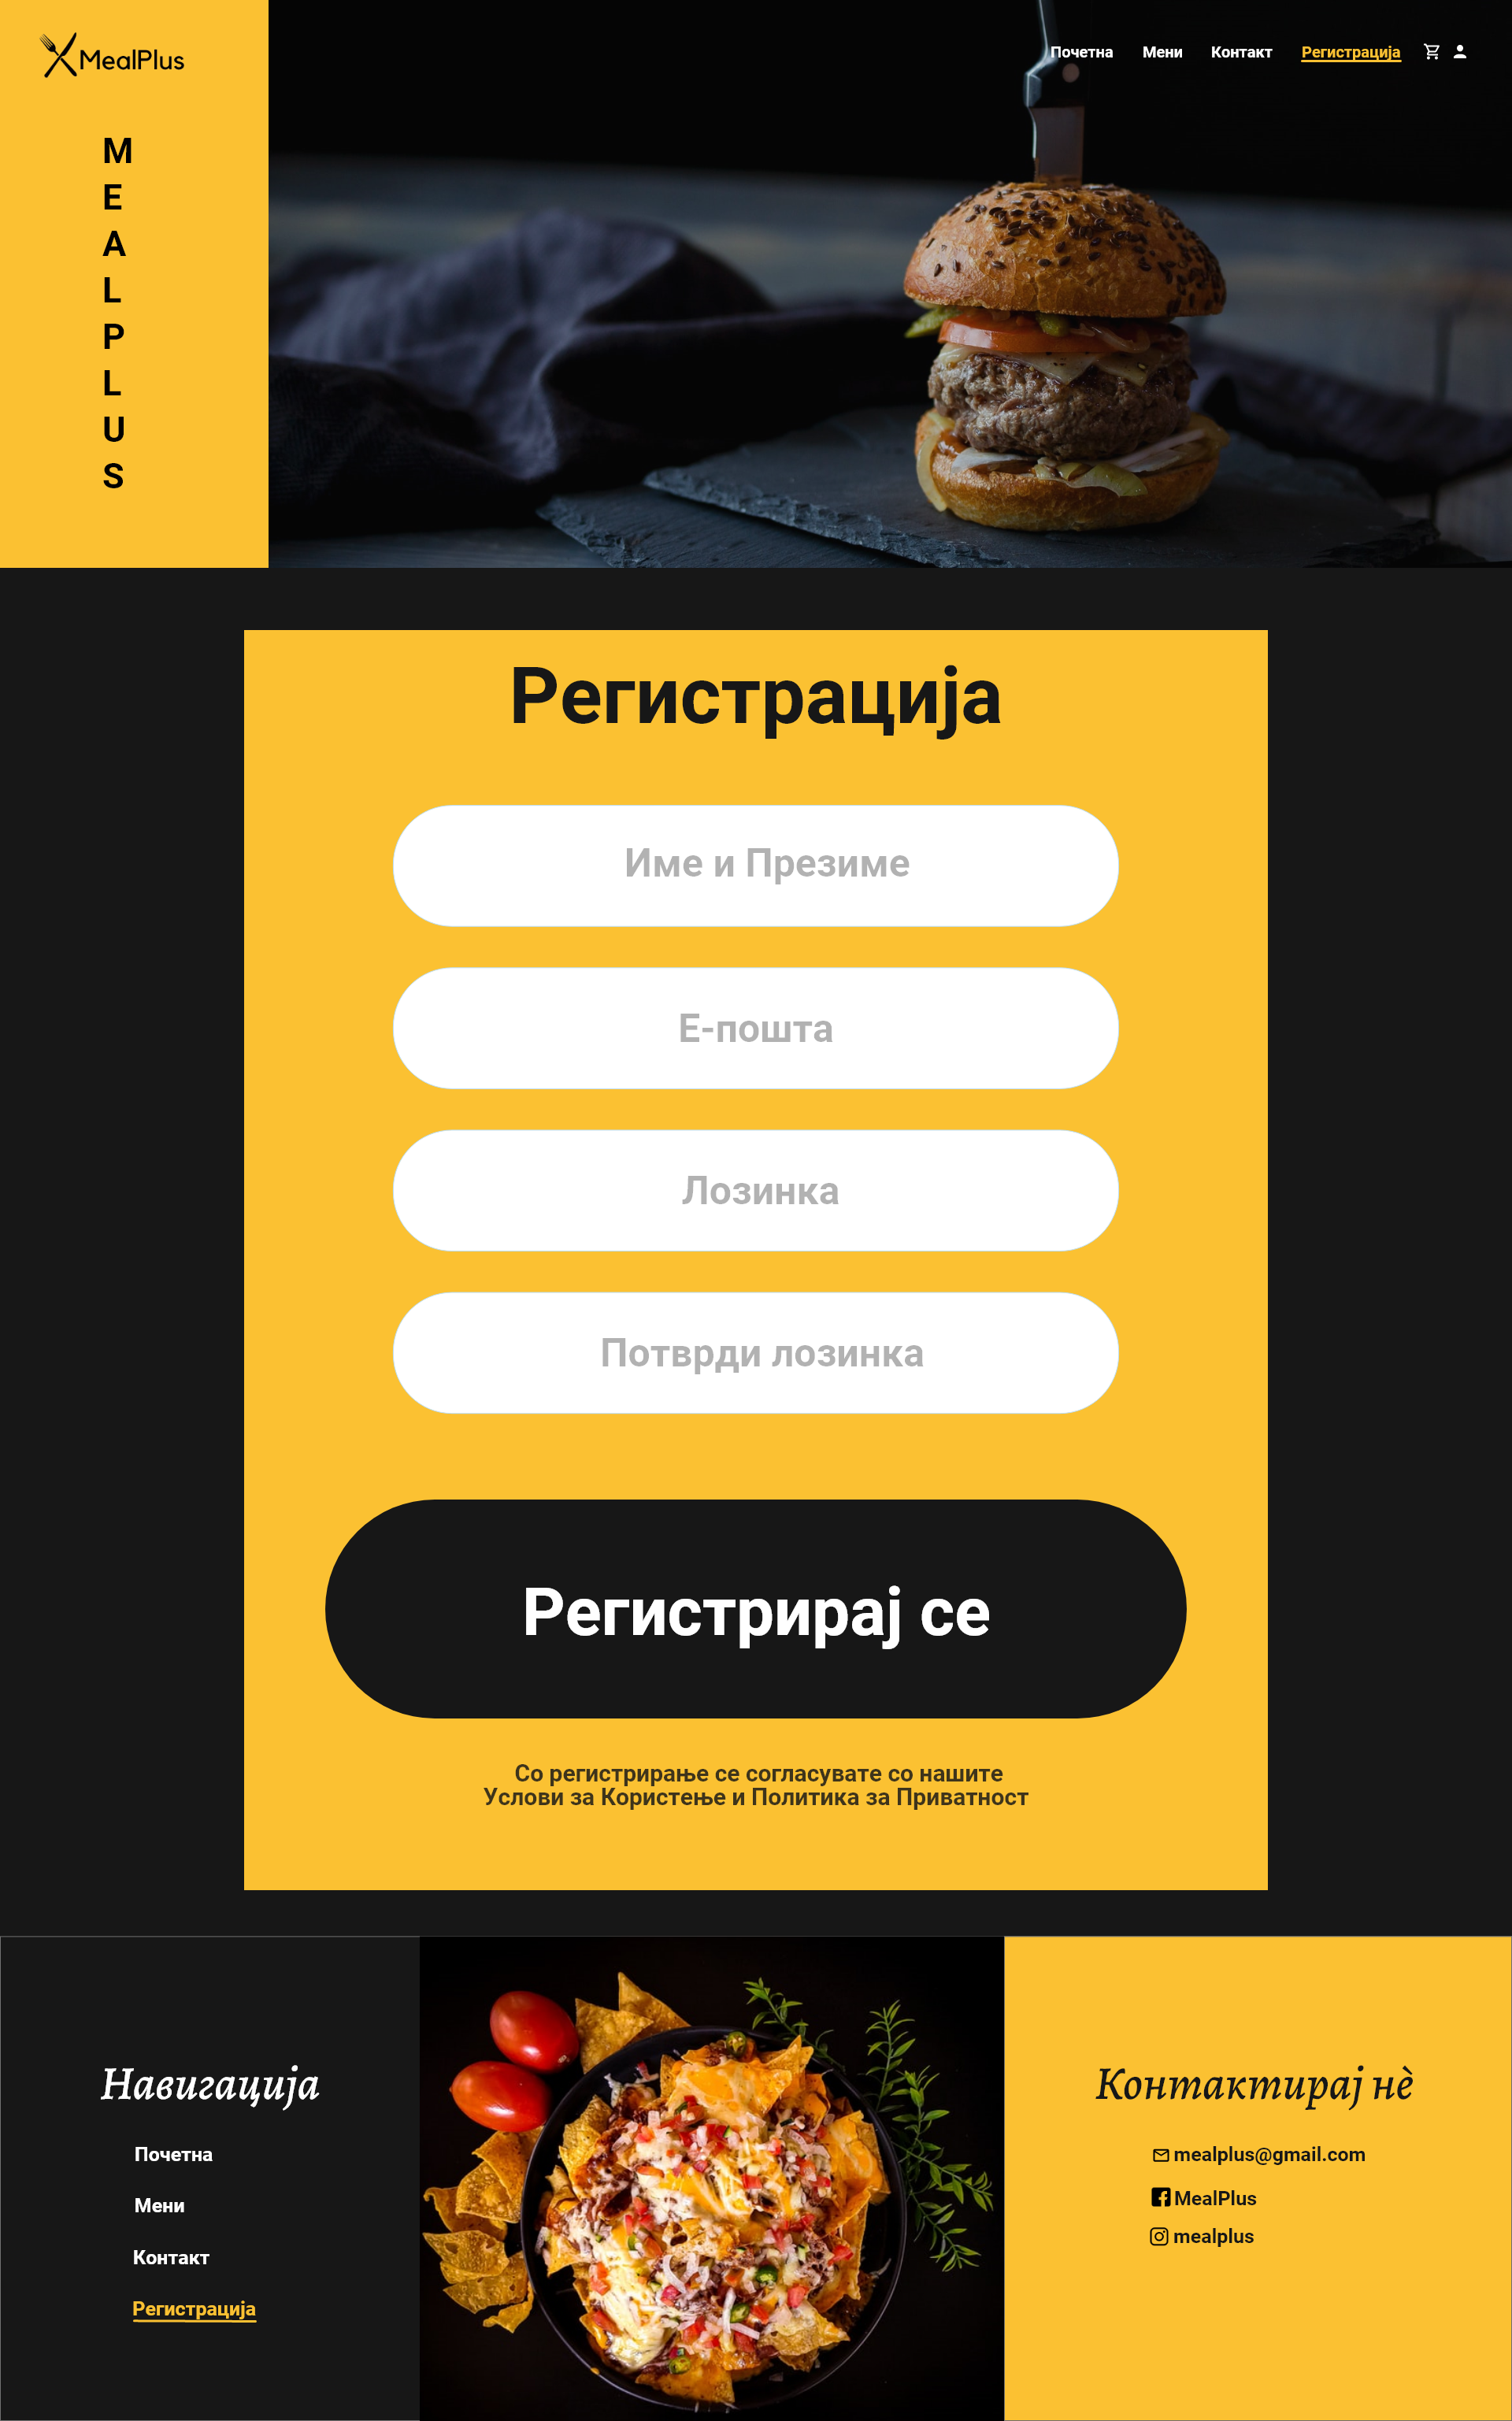 MealPlus
Почетна
Мени
Контакт
Регистрација
M
E
A
L
P
L
U
S
Регистрација
Име и Презиме
Е-пошта
Лозинка
Потврди лозинка
Регистрирај се
Со регистрирање се согласувате со нашите
Услови за Користење и Политика за Приватност
Навигација
Почетна
Мени
Контакт
Регистрација
Контактирај нѐ
mealplus@gmail.com
MealPlus
mealplus